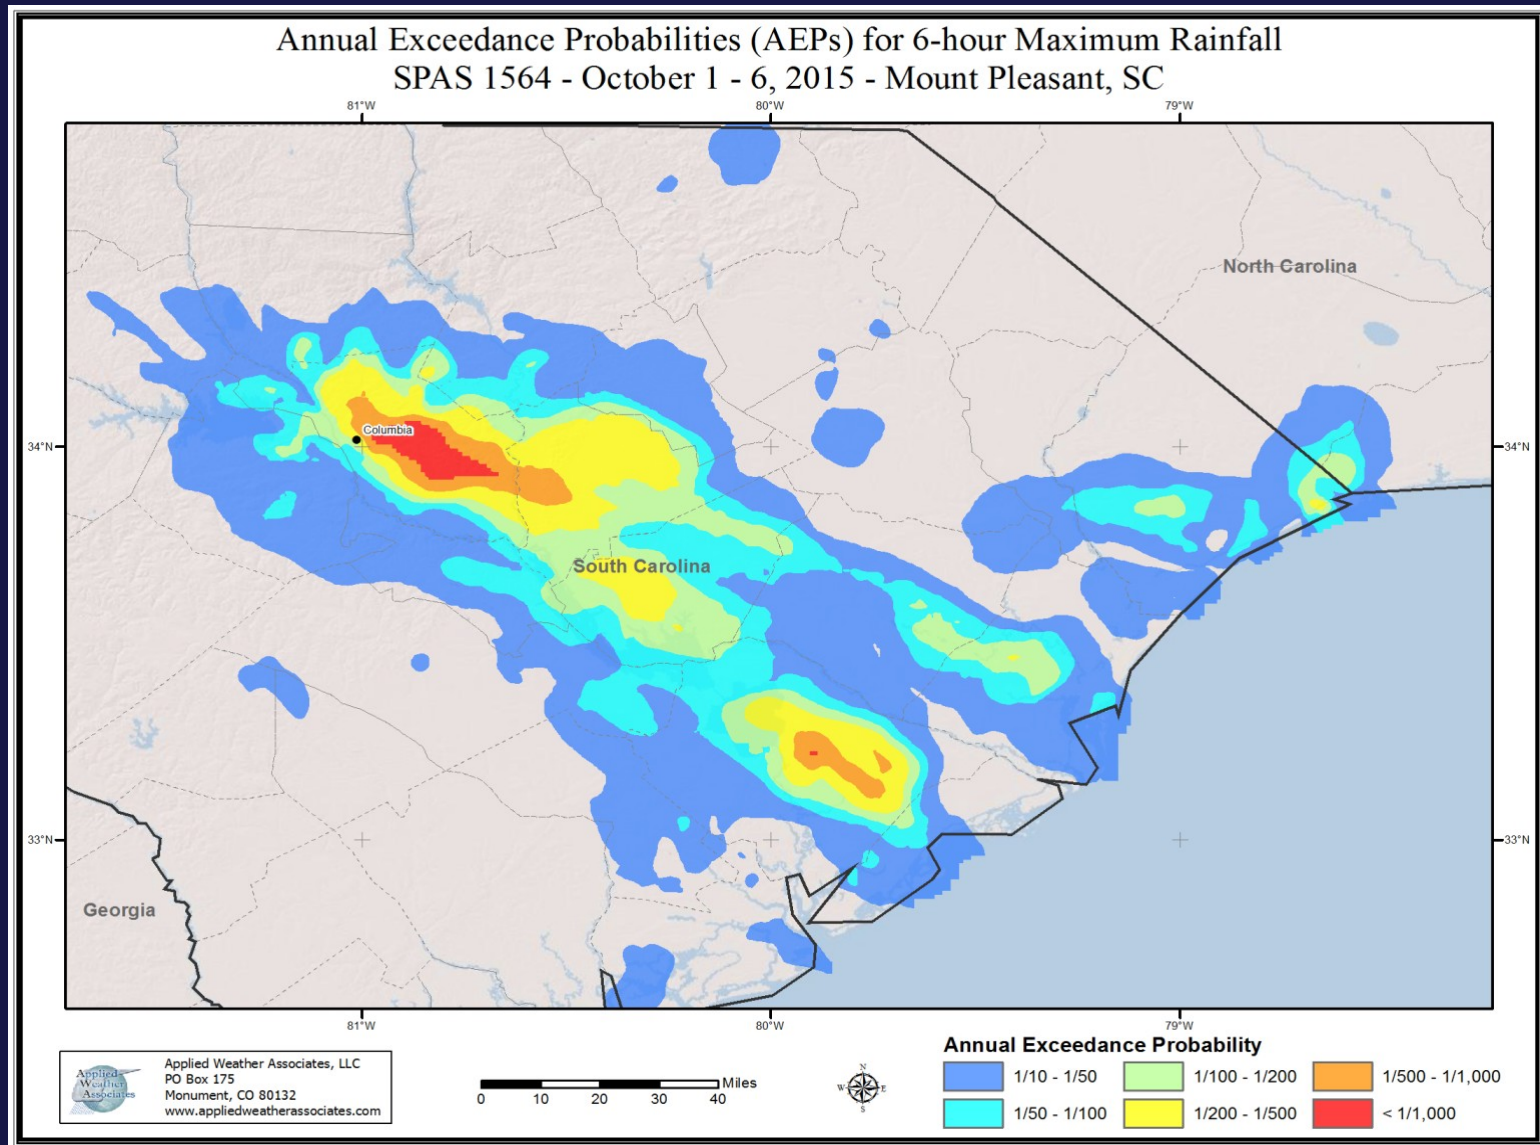 Annual Exceedance Probabilities (AEPs) for 6-hour Maximum Rainfall
SPAS 1564 - October 1 - 6, 2015 - Mount Pleasant, SC
81°W
80°W
79°W
North Carolina
Columbia
34°N
34°N
South Carolina
33°N
33°N
Georgia
81°W
80°W
79°W
Applied
Weather
Associates
Applied Weather Associates, LLC
PO Box 175
Monument, CO 80132
www.appliedweatherassociates.com
Miles
0 10 20 30 40
N
W E
S
Annual Exceedance Probability
1/10 - 1/50
1/100 - 1/200
1/500 - 1/1,000
1/50 - 1/100
1/200 - 1/500
< 1/1,000